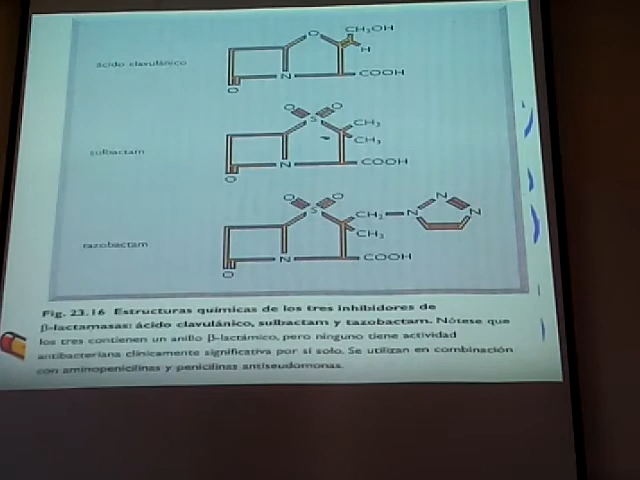 ácido clavulánico
O
CH₂OH
H
N
COOH
O
sulbactam
O O
S
CH₃
CH₃
N
COOH
O
tazobactam
O O
S
CH₂ N N N
CH₃
N
COOH
O
Fig. 23.16 Estructuras químicas de los tres inhibidores de
β-lactamasas: ácido clavulánico, sulbactam y tazobactam. Nótese que
los tres contienen un anillo β-lactámico, pero ninguno tiene actividad
antibacteriana clínicamente significativa por sí solo. Se utilizan en combinación
con aminopenicilinas y penicilinas antiseudomonas.